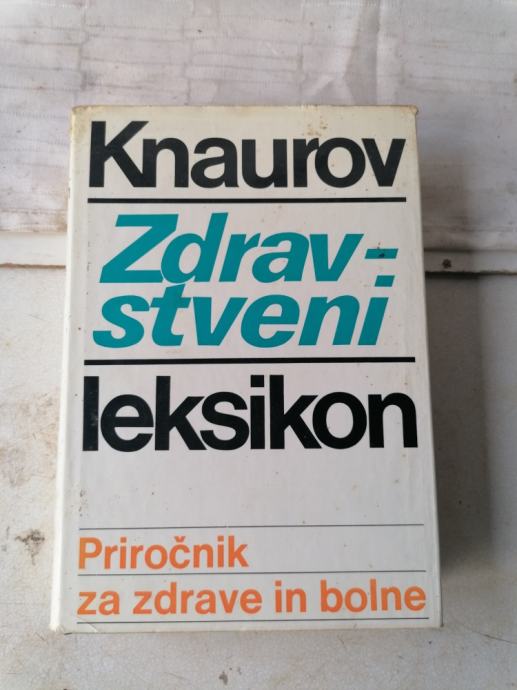 Knaurov
Zdrav-
stveni
leksikon
Priročnik
za zdrave in bolne